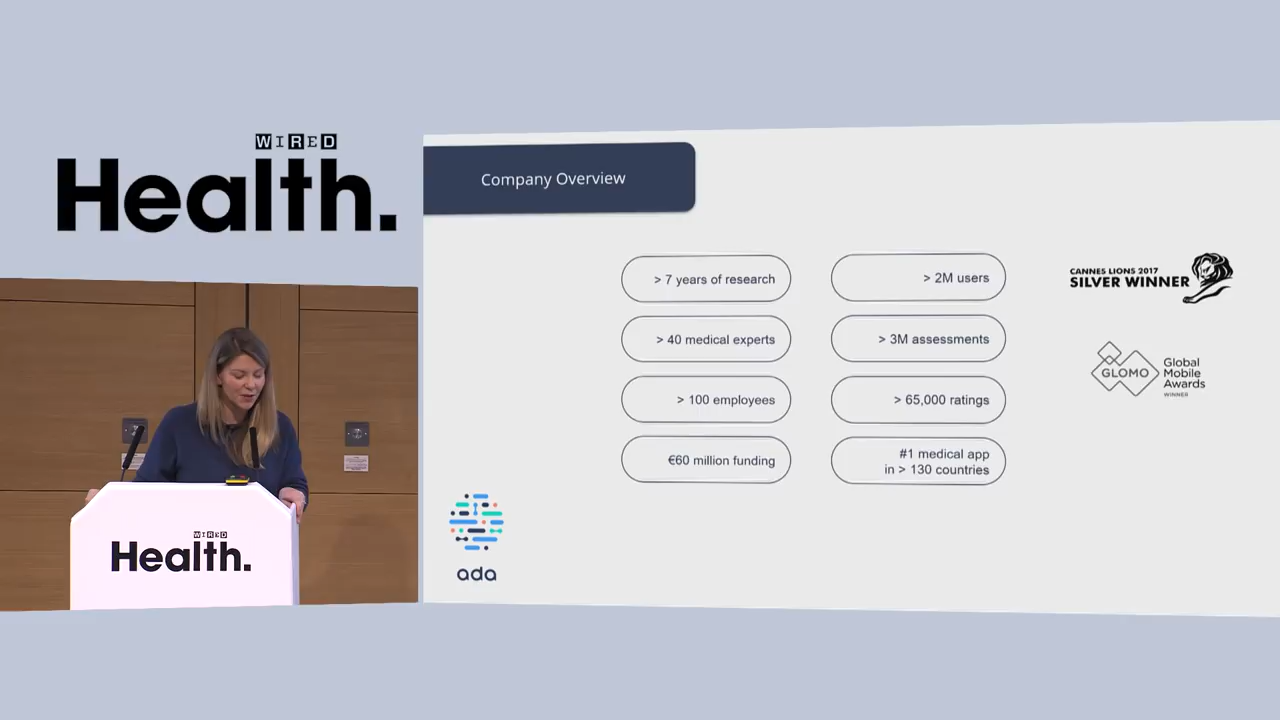 WIRED
Health.
Company Overview
> 7 years of research
> 2M users
> 40 medical experts
> 3M assessments
> 100 employees
> 65,000 ratings
€60 million funding
#1 medical app
in > 130 countries
CANNES LIONS 2017
SILVER WINNER
GLOMO
Global
Mobile
Awards
WINNER
ada
WIRED
Health.